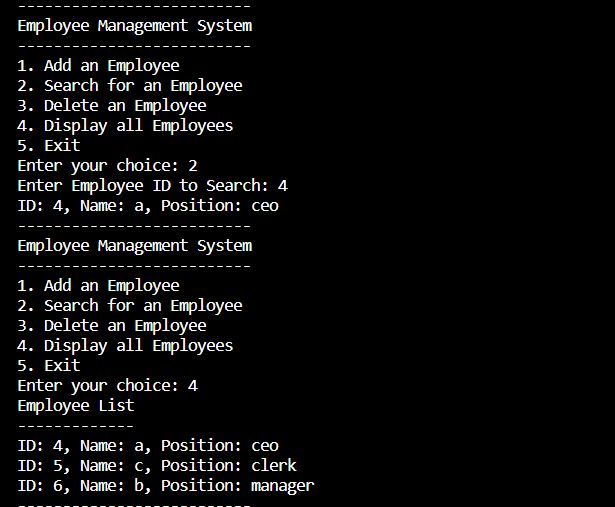 --------------------------
Employee Management System
--------------------------
1. Add an Employee
2. Search for an Employee
3. Delete an Employee
4. Display all Employees
5. Exit
Enter your choice: 2
Enter Employee ID to Search: 4
ID: 4, Name: a, Position: ceo
--------------------------
Employee Management System
--------------------------
1. Add an Employee
2. Search for an Employee
3. Delete an Employee
4. Display all Employees
5. Exit
Enter your choice: 4
Employee List
-------------
ID: 4, Name: a, Position: ceo
ID: 5, Name: c, Position: clerk
ID: 6, Name: b, Position: manager
--------------------------